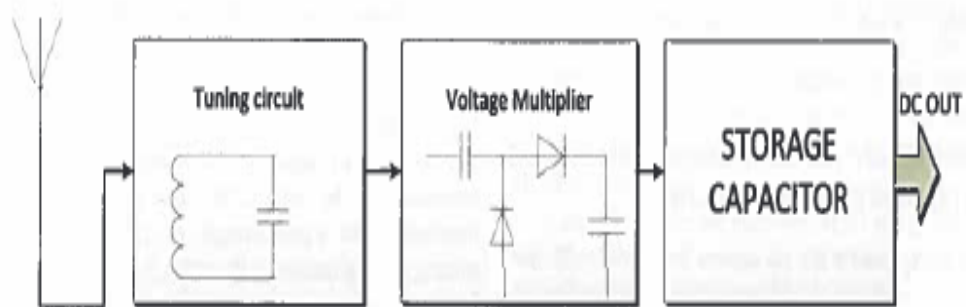 Tuning circuit
Voltage Multiplier
STORAGE
CAPACITOR
DC OUT